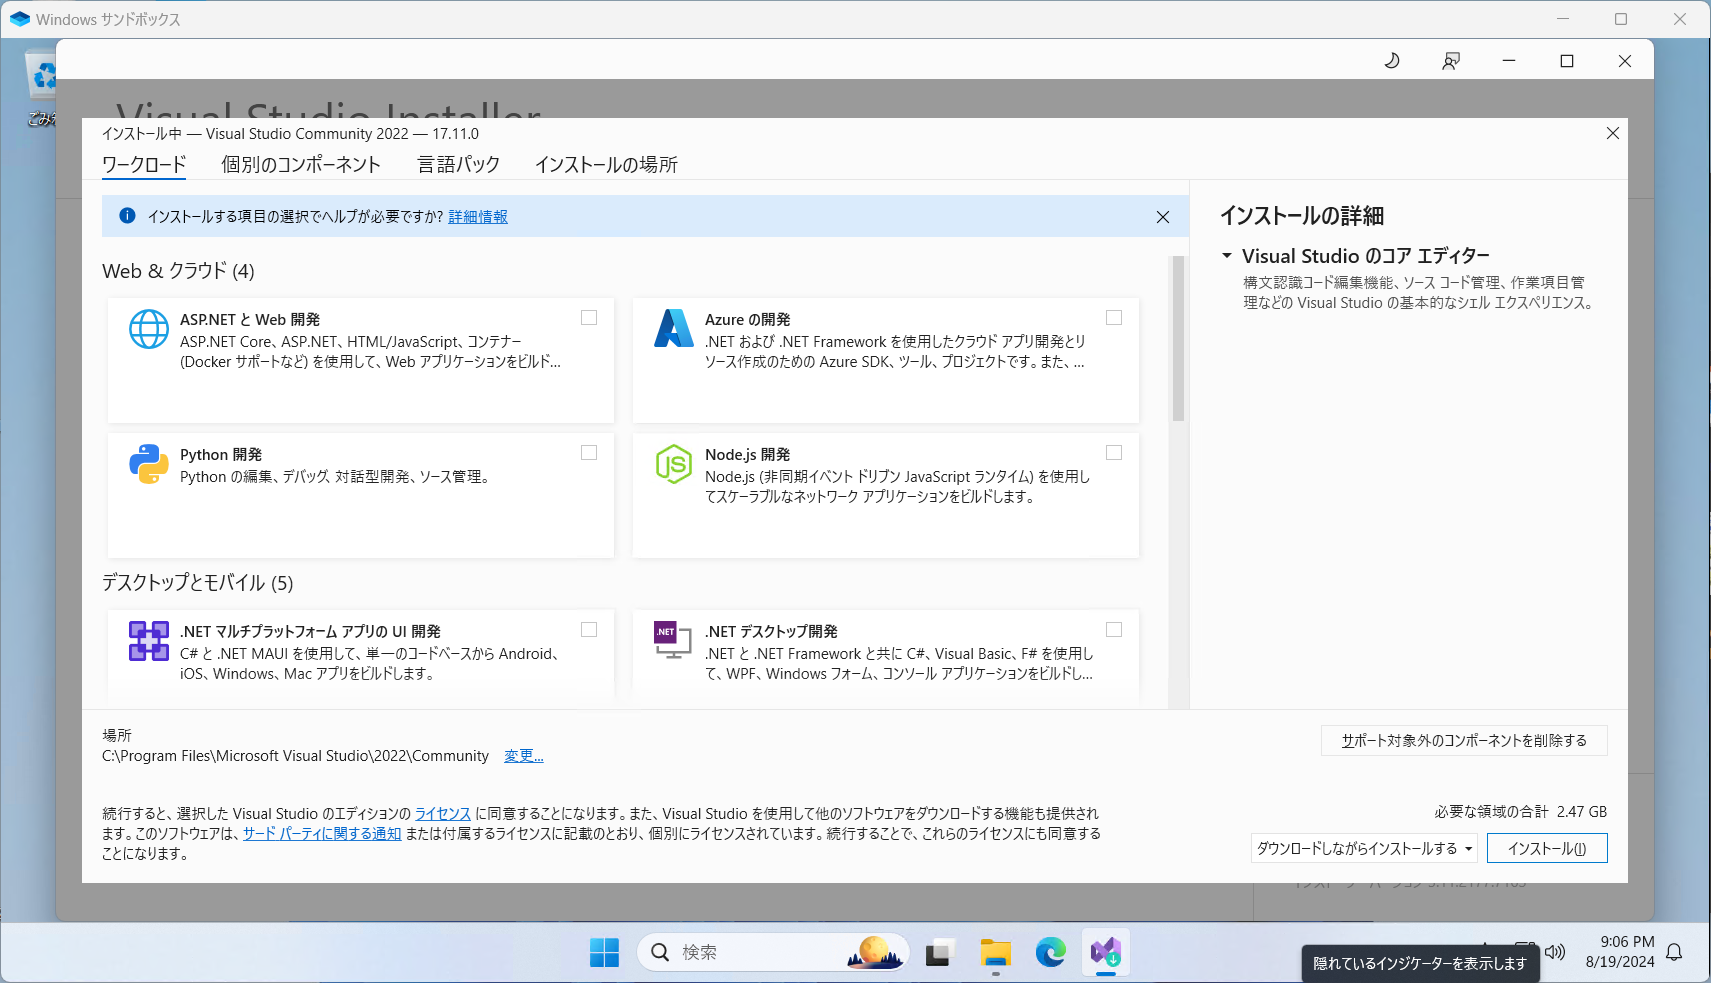 Windows サンドボックス
Visual Studio Installer
インストール中 — Visual Studio Community 2022 — 17.11.0
ワークロード 個別のコンポーネント 言語パック インストールの場所
インストールする項目の選択でヘルプが必要ですか? 詳細情報
Web & クラウド (4)
ASP.NET と Web 開発
ASP.NET Core、ASP.NET、HTML/JavaScript、コンテナー
(Docker サポートなど) を使用して、Web アプリケーションをビルド...
Azure の開発
.NET および .NET Framework を使用したクラウド アプリ開発とリ
ソース作成のための Azure SDK、ツール、プロジェクトです。また、...
Python 開発
Python の編集、デバッグ、対話型開発、ソース管理。
Node.js 開発
Node.js (非同期イベント ドリブン JavaScript ランタイム) を使用し
てスケーラブルなネットワーク アプリケーションをビルドします。
デスクトップとモバイル (5)
.NET マルチプラットフォーム アプリの UI 開発
C# と .NET MAUI を使用して、単一のコードベースから Android、
iOS、Windows、Mac アプリをビルドします。
.NET
.NET デスクトップ開発
.NET と .NET Framework と共に C#、Visual Basic、F# を使用し
て、WPF、Windows フォーム、コンソール アプリケーションをビルドし...
インストールの詳細
Visual Studio のコア エディター
構文認識コード編集機能、ソース コード管理、作業項目管
理などの Visual Studio の基本的なシェル エクスペリエンス。
場所
C:\Program Files\Microsoft Visual Studio\2022\Community 変更...
サポート対象外のコンポーネントを削除する
続行すると、選択した Visual Studio のエディションの ライセンス に同意することになります。また、Visual Studio を使用して他のソフトウェアをダウンロードする機能も提供され
ます。このソフトウェアは、サード パーティに関する通知 または付属するライセンスに記載のとおり、個別にライセンスされています。続行することで、これらのライセンスにも同意する
ことになります。
必要な領域の合計 2.47 GB
ダウンロードしながらインストールする インストール(I)
検索
隠れているインジケーターを表示します
9:06 PM
8/19/2024